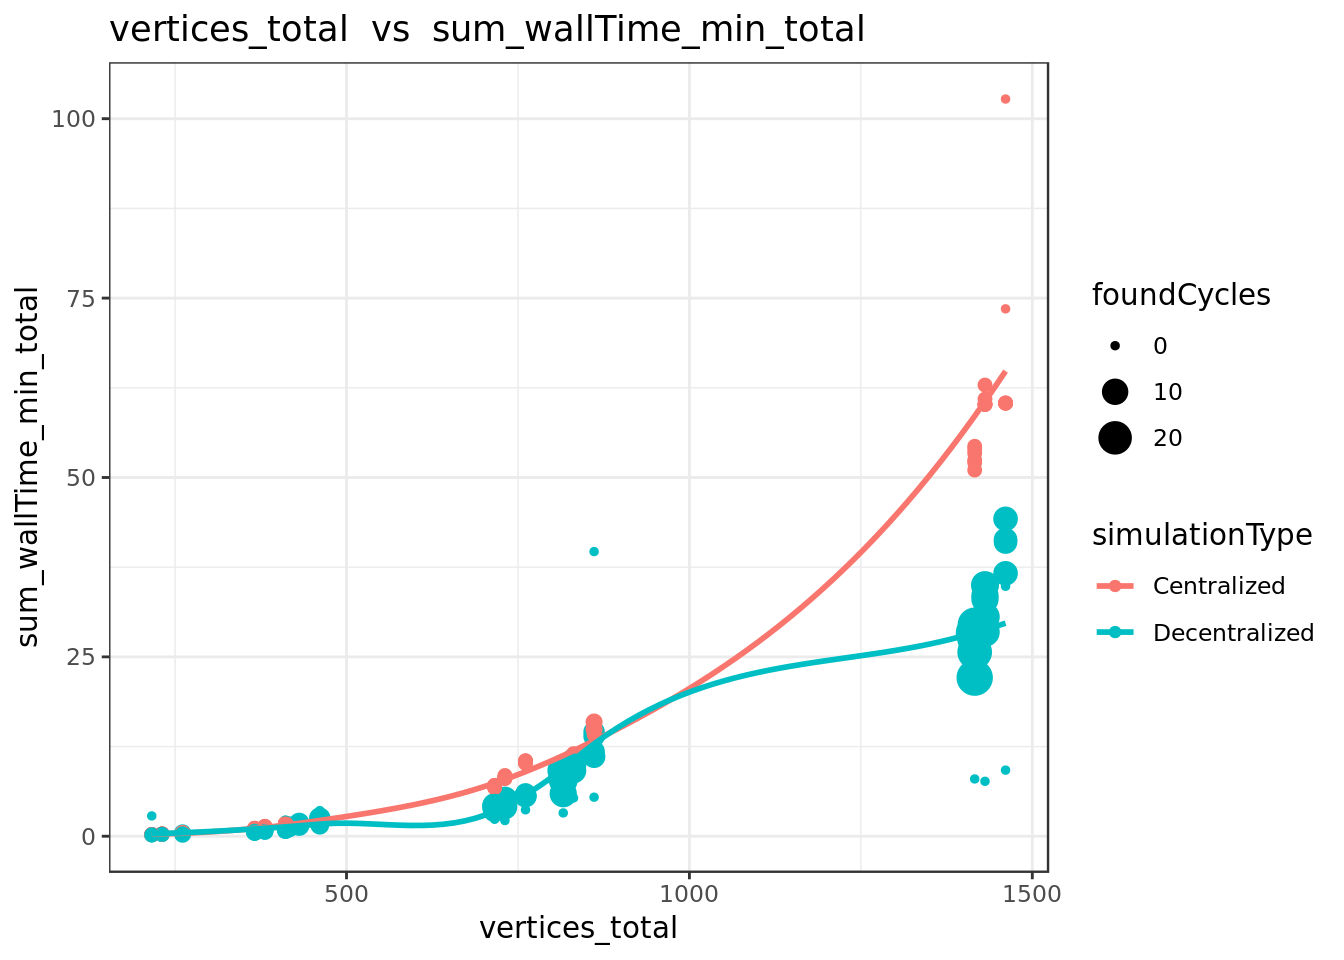 vertices_total vs sum_wallTime_min_total
sum_wallTime_min_total
100
75
50
25
0
500
1000
1500
vertices_total
foundCycles
0
10
20
simulationType
Centralized
Decentralized